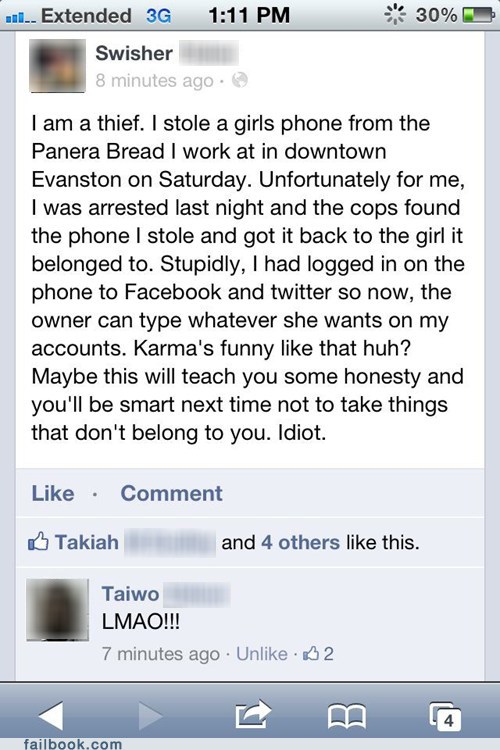 Extended 3G 1:11 PM 30%
Swisher
8 minutes ago ·
I am a thief. I stole a girls phone from the
Panera Bread I work at in downtown
Evanston on Saturday. Unfortunately for me,
I was arrested last night and the cops found
the phone I stole and got it back to the girl it
belonged to. Stupidly, I had logged in on the
phone to Facebook and twitter so now, the
owner can type whatever she wants on my
accounts. Karma's funny like that huh?
Maybe this will teach you some honesty and
you'll be smart next time not to take things
that don't belong to you. Idiot.
Like · Comment
Takiah and 4 others like this.
Taiwo
LMAO!!!
7 minutes ago · Unlike · 2
4
failbook.com